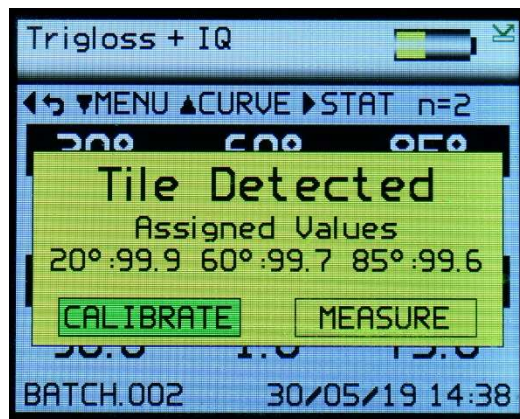 Trigloss + IQ
MENU CURVE STAT n=2
Tile Detected
Assigned Values
20°:99.9 60°:99.7 85°:99.6
CALIBRATE MEASURE
BATCH.002 30/05/19 14:38